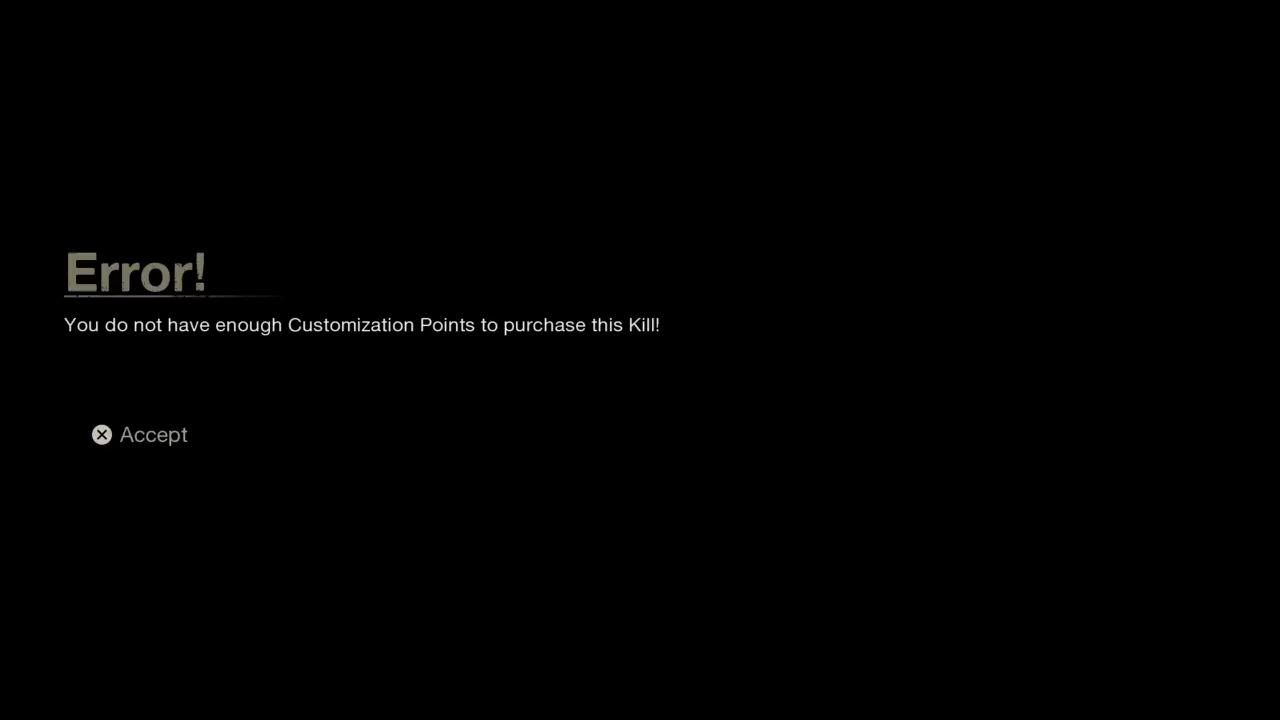 Error!
You do not have enough Customization Points to purchase this Kill!
Accept